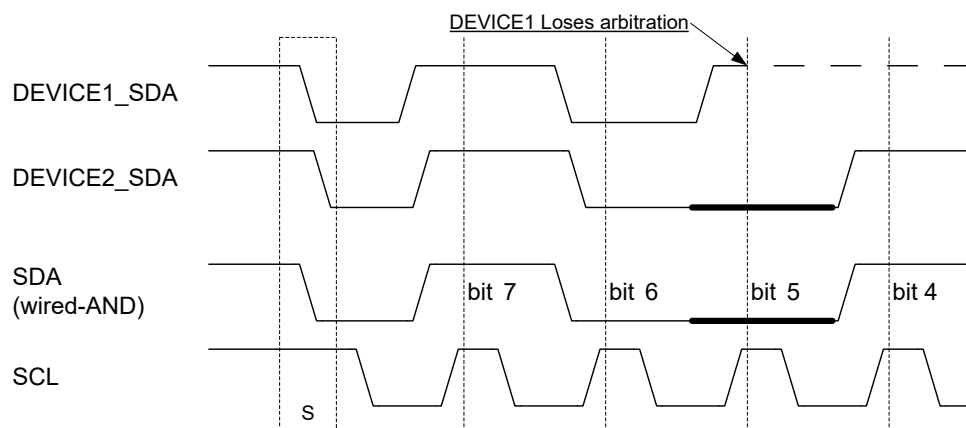 DEVICE1 Loses arbitration
DEVICE1_SDA
DEVICE2_SDA
SDA
(wired-AND)
bit 7
bit 6
bit 5
bit 4
SCL
S